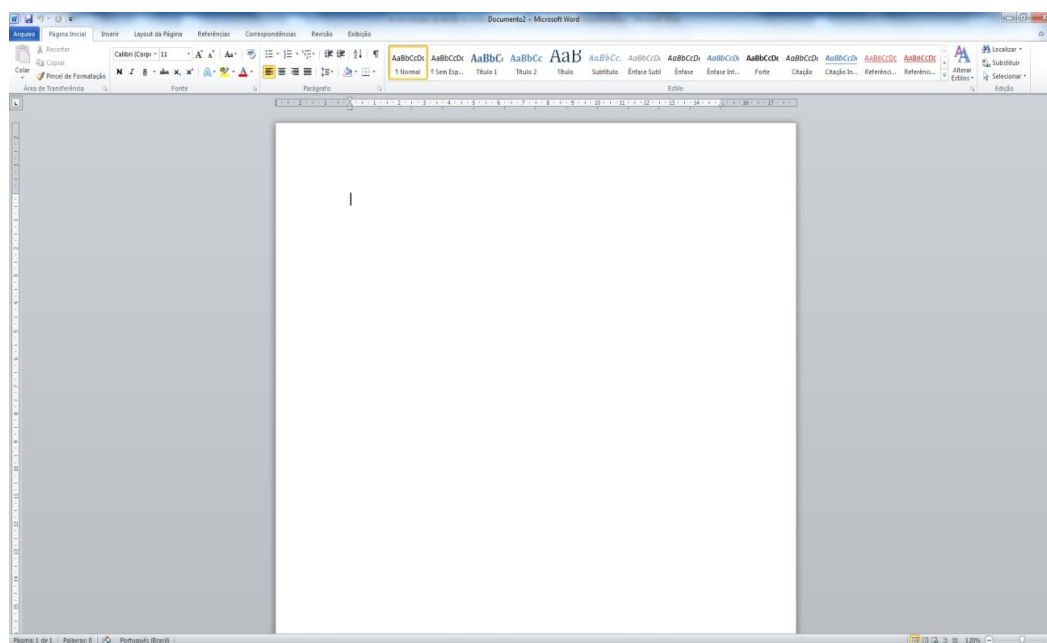 Documento2 - Microsoft Word
Arquivo Página Inicial Inserir Layout da Página Referências Correspondências Revisão Exibição
Colar
Recortar
Copiar
Pincel de Formatação
Área de Transferência
Calibri (Corpo 11
N I S abc x, x²
Fonte
Parágrafo
AaBbCcDc AaBbCcDc AaBbCc AaBbCc AaB AaBbCc. AaBbCcDc AaBbCcDc AaBbCcDc AaBbCcDc AaBbCcDc AaBbCcDc AaBbCcDc AaBbCcDc
¶ Normal ¶ Sem Esp... Título 1 Título 2 Título Subtítulo Ênfase Sutil Ênfase Ênfase Int... Forte Citação Citação In... Referênci... Referênci...
Estilo
Alterar Estilos
Localizar
Substituir
Selecionar
Edição
Página: 1 de 1 Palavras: 0 Português (Brasil) 120%